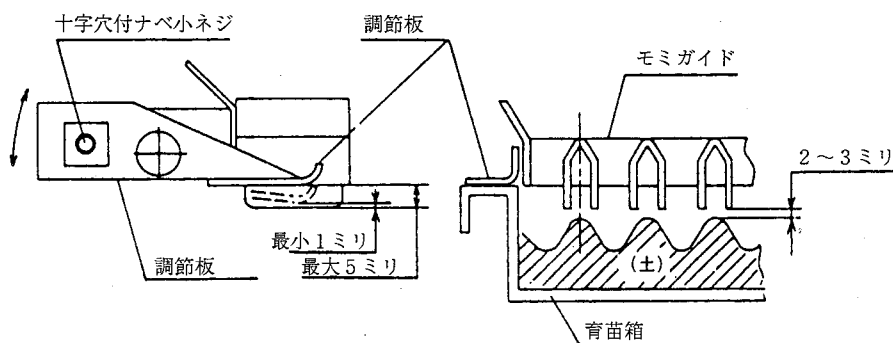 十字穴付ナベ小ネジ
調節板
モミガイド
2～3ミリ
最小1ミリ
最大5ミリ
調節板
(土)
育苗箱